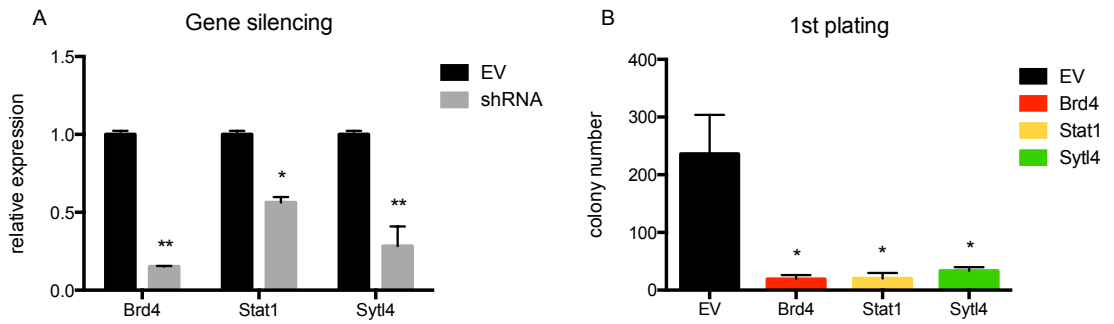 A
Gene silencing
relative expression
1.5
1.0
0.5
0.0
**
*
**
Brd4
Stat1
Sytl4
EV
shRNA
B
1st plating
colony number
400
300
200
100
0
*
*
*
EV
Brd4
Stat1
Sytl4
EV
Brd4
Stat1
Sytl4